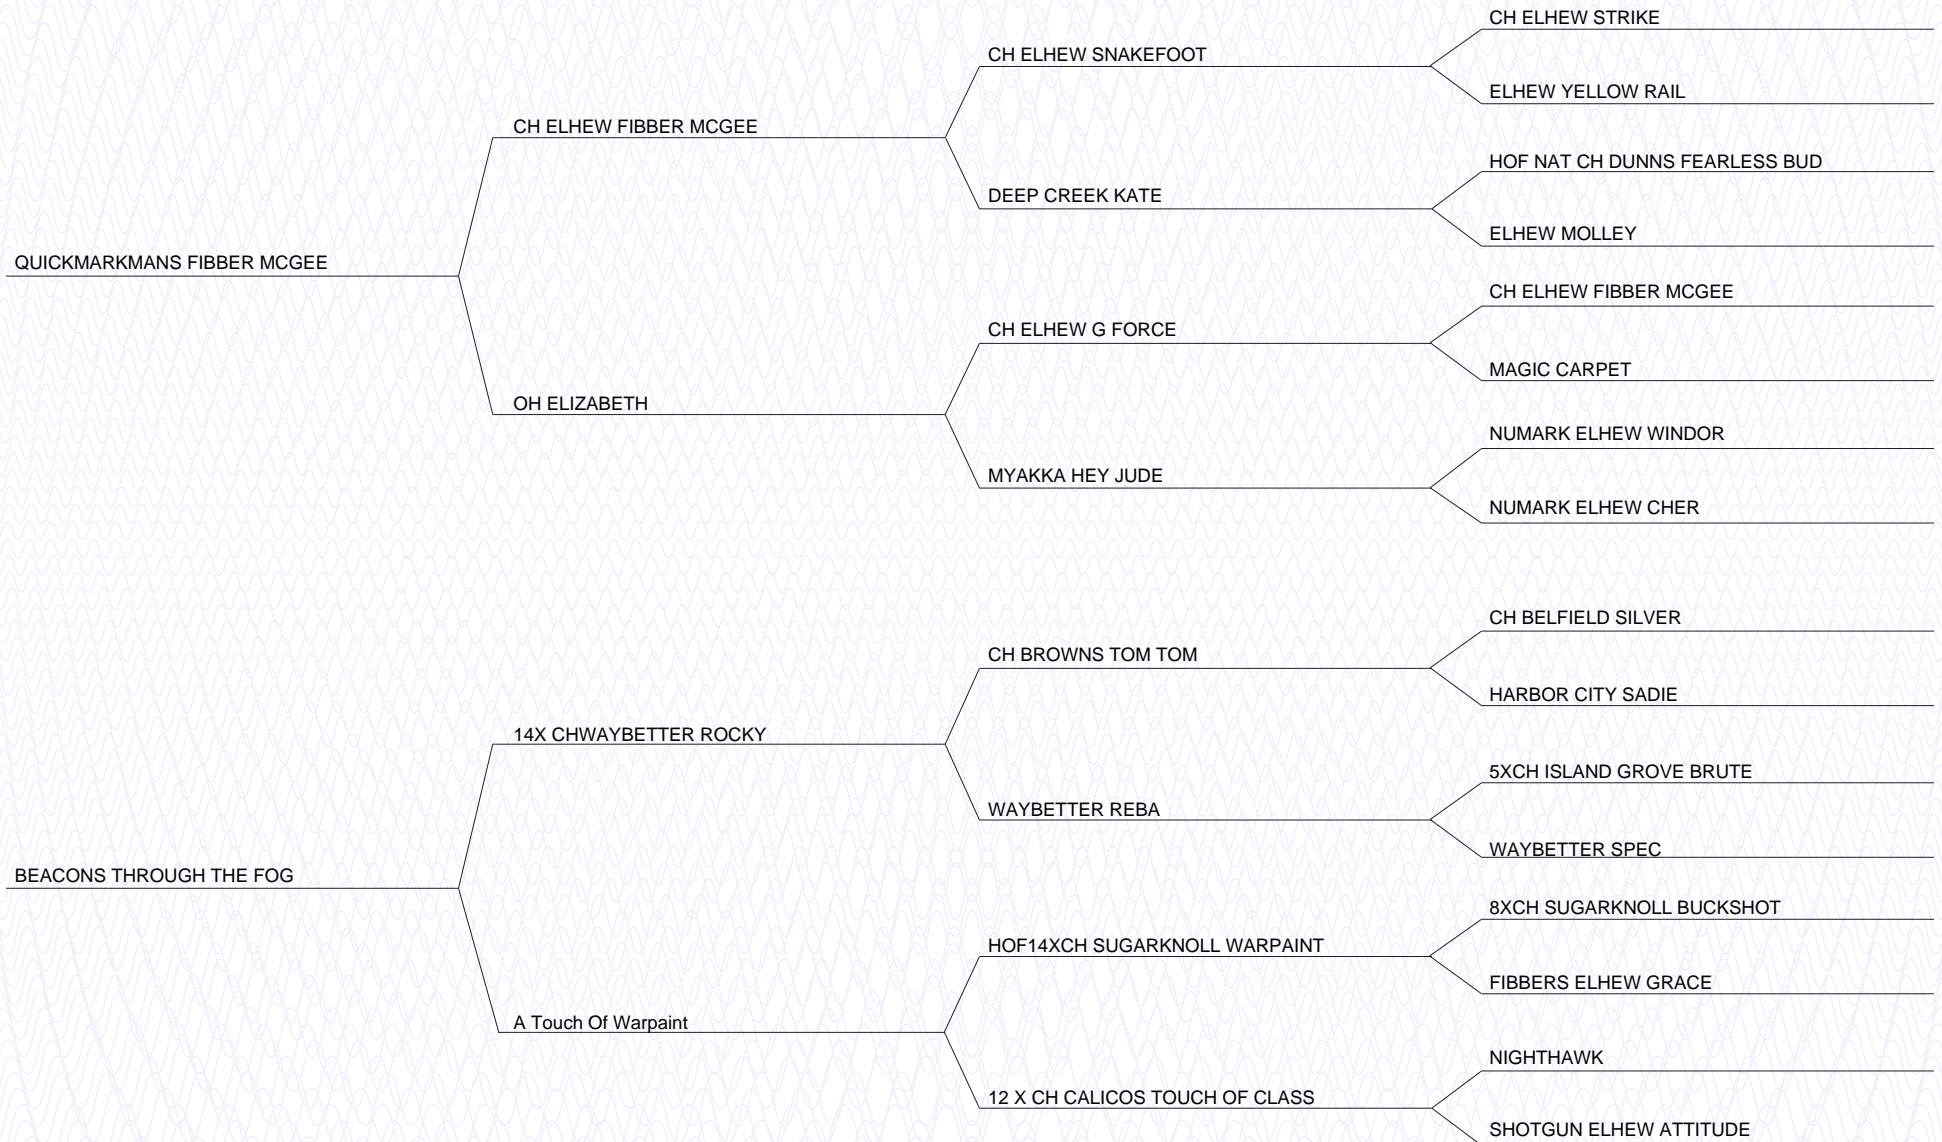 CH ELHEW STRIKE
CH ELHEW SNAKEFOOT
ELHEW YELLOW RAIL
CH ELHEW FIBBER MCGEE
HOF NAT CH DUNNS FEARLESS BUD
DEEP CREEK KATE
ELHEW MOLLEY
QUICKMARKMANS FIBBER MCGEE
CH ELHEW FIBBER MCGEE
CH ELHEW G FORCE
MAGIC CARPET
OH ELIZABETH
NUMARK ELHEW WINDOR
MYAKKA HEY JUDE
NUMARK ELHEW CHER
CH BELFIELD SILVER
CH BROWNS TOM TOM
HARBOR CITY SADIE
14X CHWAYBETTER ROCKY
5XCH ISLAND GROVE BRUTE
WAYBETTER REBA
WAYBETTER SPEC
BEACONS THROUGH THE FOG
8XCH SUGARKNOLL BUCKSHOT
HOF14XCH SUGARKNOLL WARPAINT
FIBBERS ELHEW GRACE
A Touch Of Warpaint
NIGHTHAWK
12 X CH CALICOS TOUCH OF CLASS
SHOTGUN ELHEW ATTITUDE